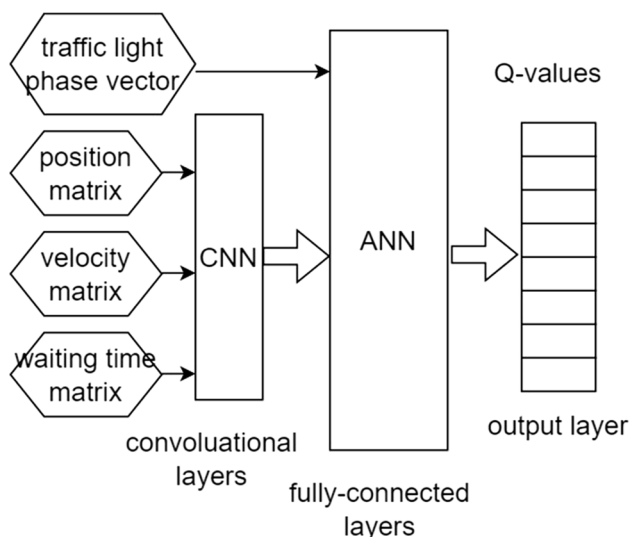 traffic light
phase vector
position
matrix
velocity
matrix
waiting time
matrix
CNN
convoluational
layers
ANN
fully-connected
layers
Q-values
output layer